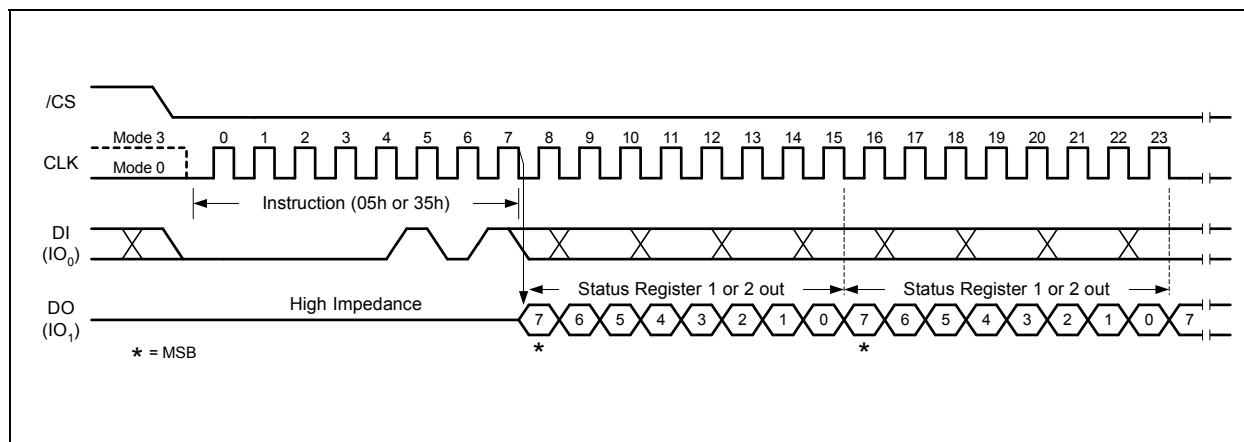 /CS
Mode 3
0 1 2 3 4 5 6 7 8 9 10 11 12 13 14 15 16 17 18 19 20 21 22 23
CLK
Mode 0
Instruction (05h or 35h)
DI
(IO0)
Status Register 1 or 2 out Status Register 1 or 2 out
High Impedance
DO
(IO1)
7 6 5 4 3 2 1 0 7 6 5 4 3 2 1 0 7
* *
* = MSB